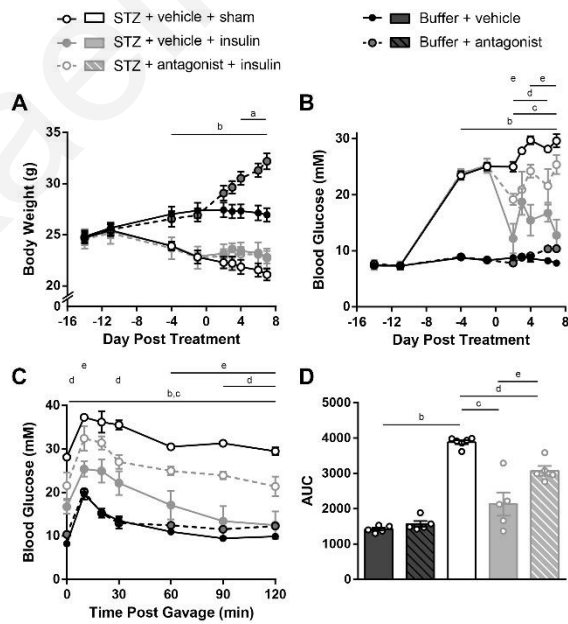 STZ + vehicle + sham
STZ + vehicle + insulin
STZ + antagonist + insulin
Buffer + vehicle
Buffer + antagonist
A
a
b
35
30
25
20
0
Body Weight (g)
-16 -12 -8 -4 0 4 8
Day Post Treatment
B
e e
d
c
b
30
20
10
0
Blood Glucose (mM)
-16 -12 -8 -4 0 4 8
Day Post Treatment
C
e e
d d d
b,c
40
30
20
10
0
Blood Glucose (mM)
0 30 60 90 120
Time Post Gavage (min)
D
e
d
b c
5000
4000
3000
2000
1000
0
AUC